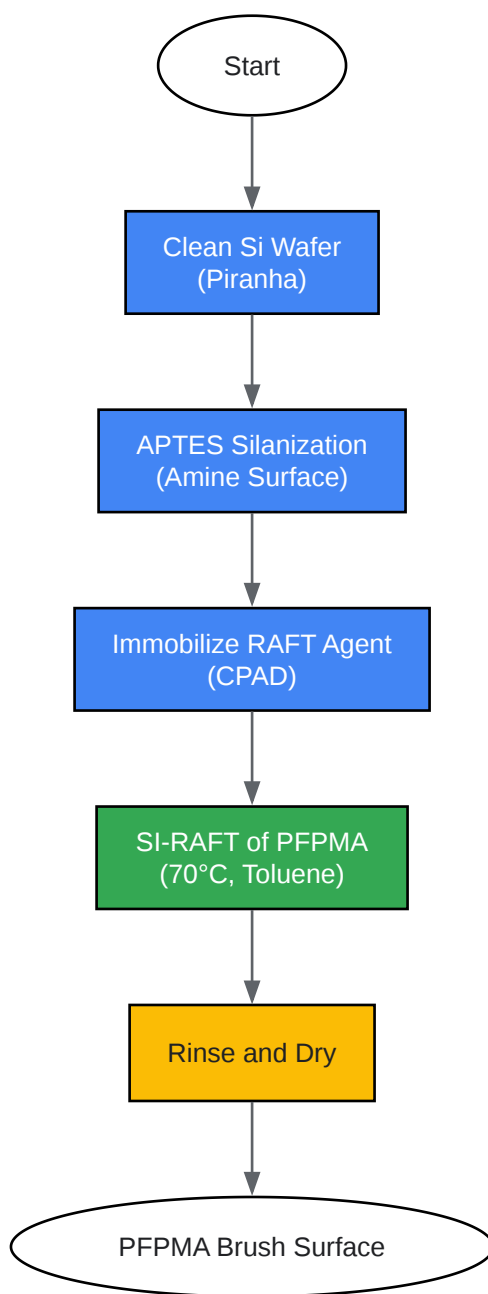 Start
Clean Si Wafer
(Piranha)
APTES Silanization
(Amine Surface)
Immobilize RAFT Agent
(CPAD)
SI-RAFT of PFPMA
(70°C, Toluene)
Rinse and Dry
PFPMA Brush Surface